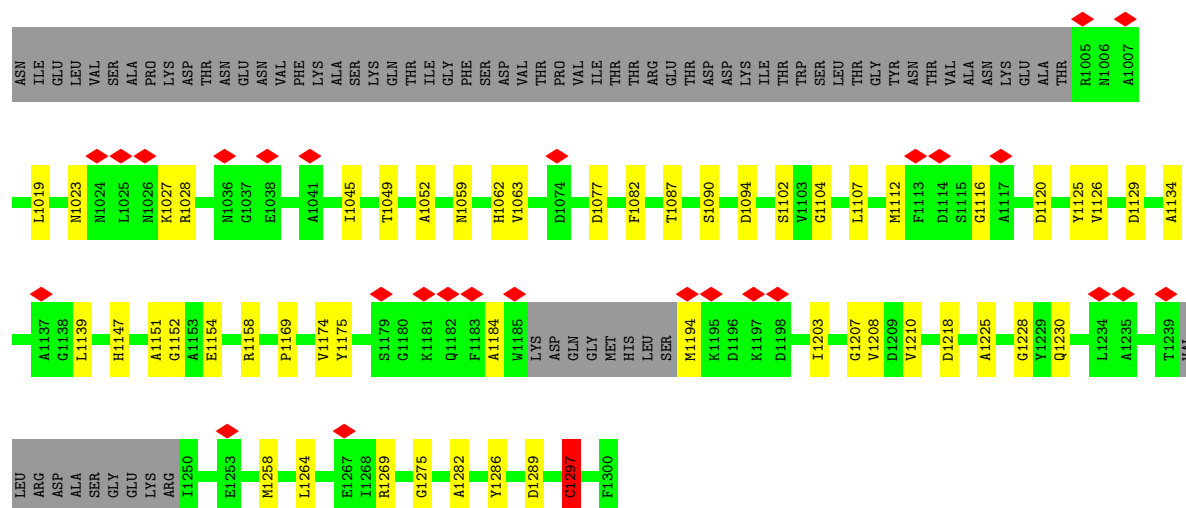 ASN ILE GLU LEU VAL SER ALA PRO LYS ASP THR ASN GLU ASN VAL PHE LYS ALA SER LYS GLN THR ILE GLY PHE SER ASP VAL THR PRO VAL ILE THR THR ARG GLU THR ASP ASP LYS ILE THR TRP SER LEU THR GLY TYR ASN THR VAL ALA ASN LYS GLU ALA THR R1005 N1006 A1007
L1019 N1023 N1024 L1025 N1026 K1027 R1028 N1036 G1037 E1038 A1041 I1045 T1049 A1052 N1059 H1062 V1063 D1074 D1077 F1082 T1087 S1090 D1094 S1102 V1103 G1104 L1107 M1112 F1113 D1114 S1115 G1116 A1117 D1120 Y1125 V1126 D1129 A1134
A1137 G1138 L1139 H1147 A1151 G1152 A1153 E1154 R1158 P1169 V1174 Y1175 S1179 G1180 K1181 Q1182 F1183 A1184 W1185 LYS ASP GLN GLY MET HIS LEU SER M1194 K1195 D1196 K1197 D1198 I1203 G1207 V1208 D1209 V1210 D1218 A1225 G1228 Y1229 Q1230 L1234 A1235 T1239 VAL
LEU ARG ASP ALA SER GLY GLU LYS ARG I1250 E1253 M1258 L1264 E1267 I1268 R1269 G1275 A1282 Y1286 D1289 C1297 F1300